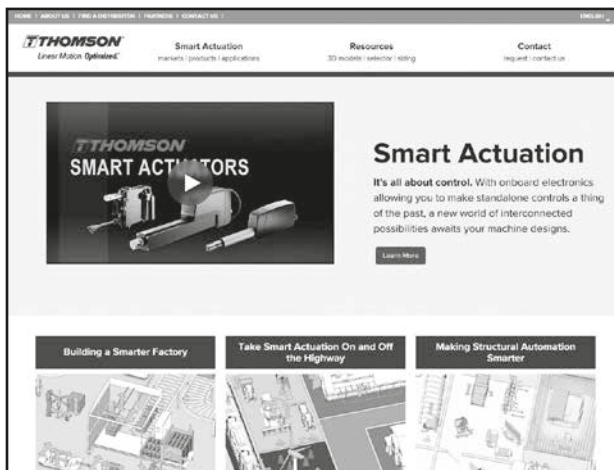 HOME | ABOUT US | FIND A DISTRIBUTOR | PARTNERS | CONTACT US |
ENGLISH
THOMSON
Linear Motion. Optimized.™
Smart Actuation
markets | products | applications
Resources
3D models | selector | sizing
Contact
request | contact us
THOMSON
SMART ACTUATORS
Smart Actuation
It's all about control. With onboard electronics
allowing you to make standalone controls a thing
of the past, a new world of interconnected
possibilities awaits your machine designs.
Learn More
Building a Smarter Factory
Take Smart Actuation On and Off
the Highway
Making Structural Automation
Smarter